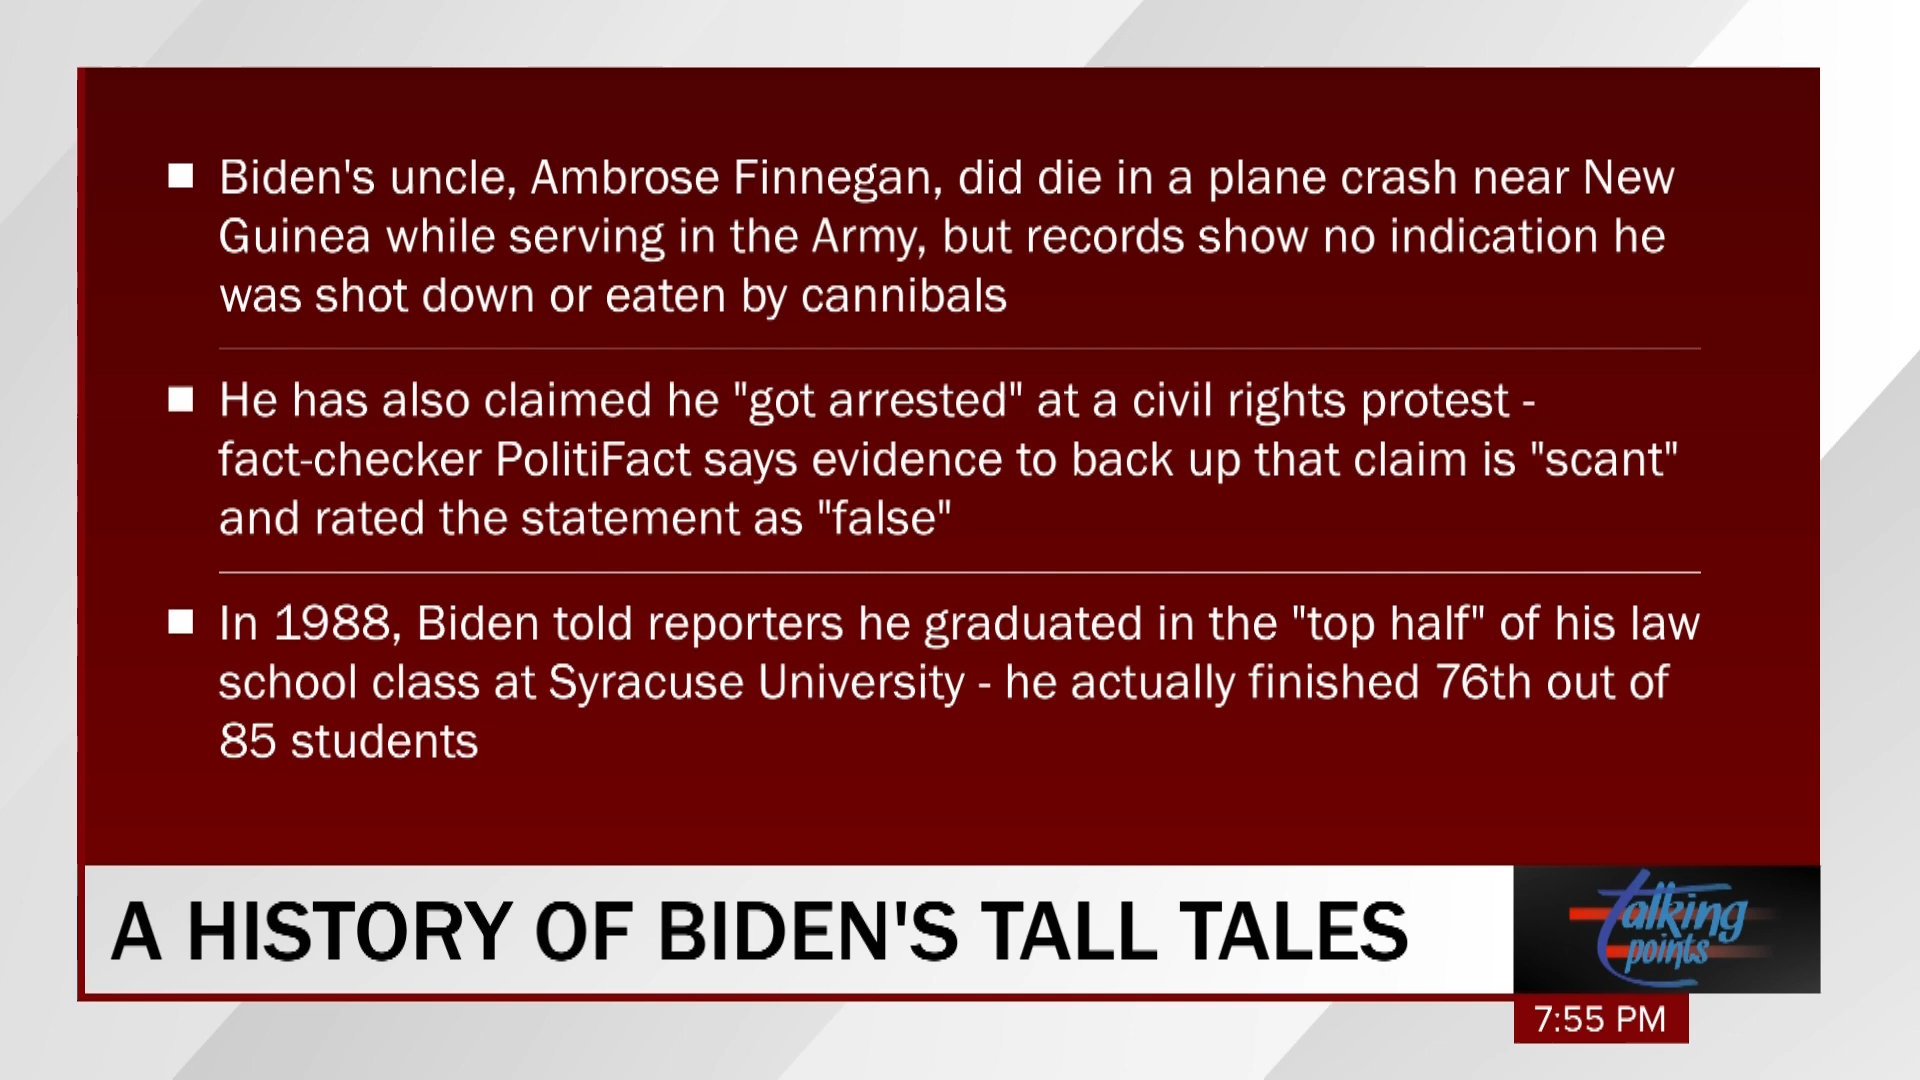 Biden's uncle, Ambrose Finnegan, did die in a plane crash near New
Guinea while serving in the Army, but records show no indication he
was shot down or eaten by cannibals
He has also claimed he "got arrested" at a civil rights protest -
fact-checker PolitiFact says evidence to back up that claim is "scant"
and rated the statement as "false"
In 1988, Biden told reporters he graduated in the "top half" of his law
school class at Syracuse University - he actually finished 76th out of
85 students
A HISTORY OF BIDEN'S TALL TALES
talking
points
7:55 PM